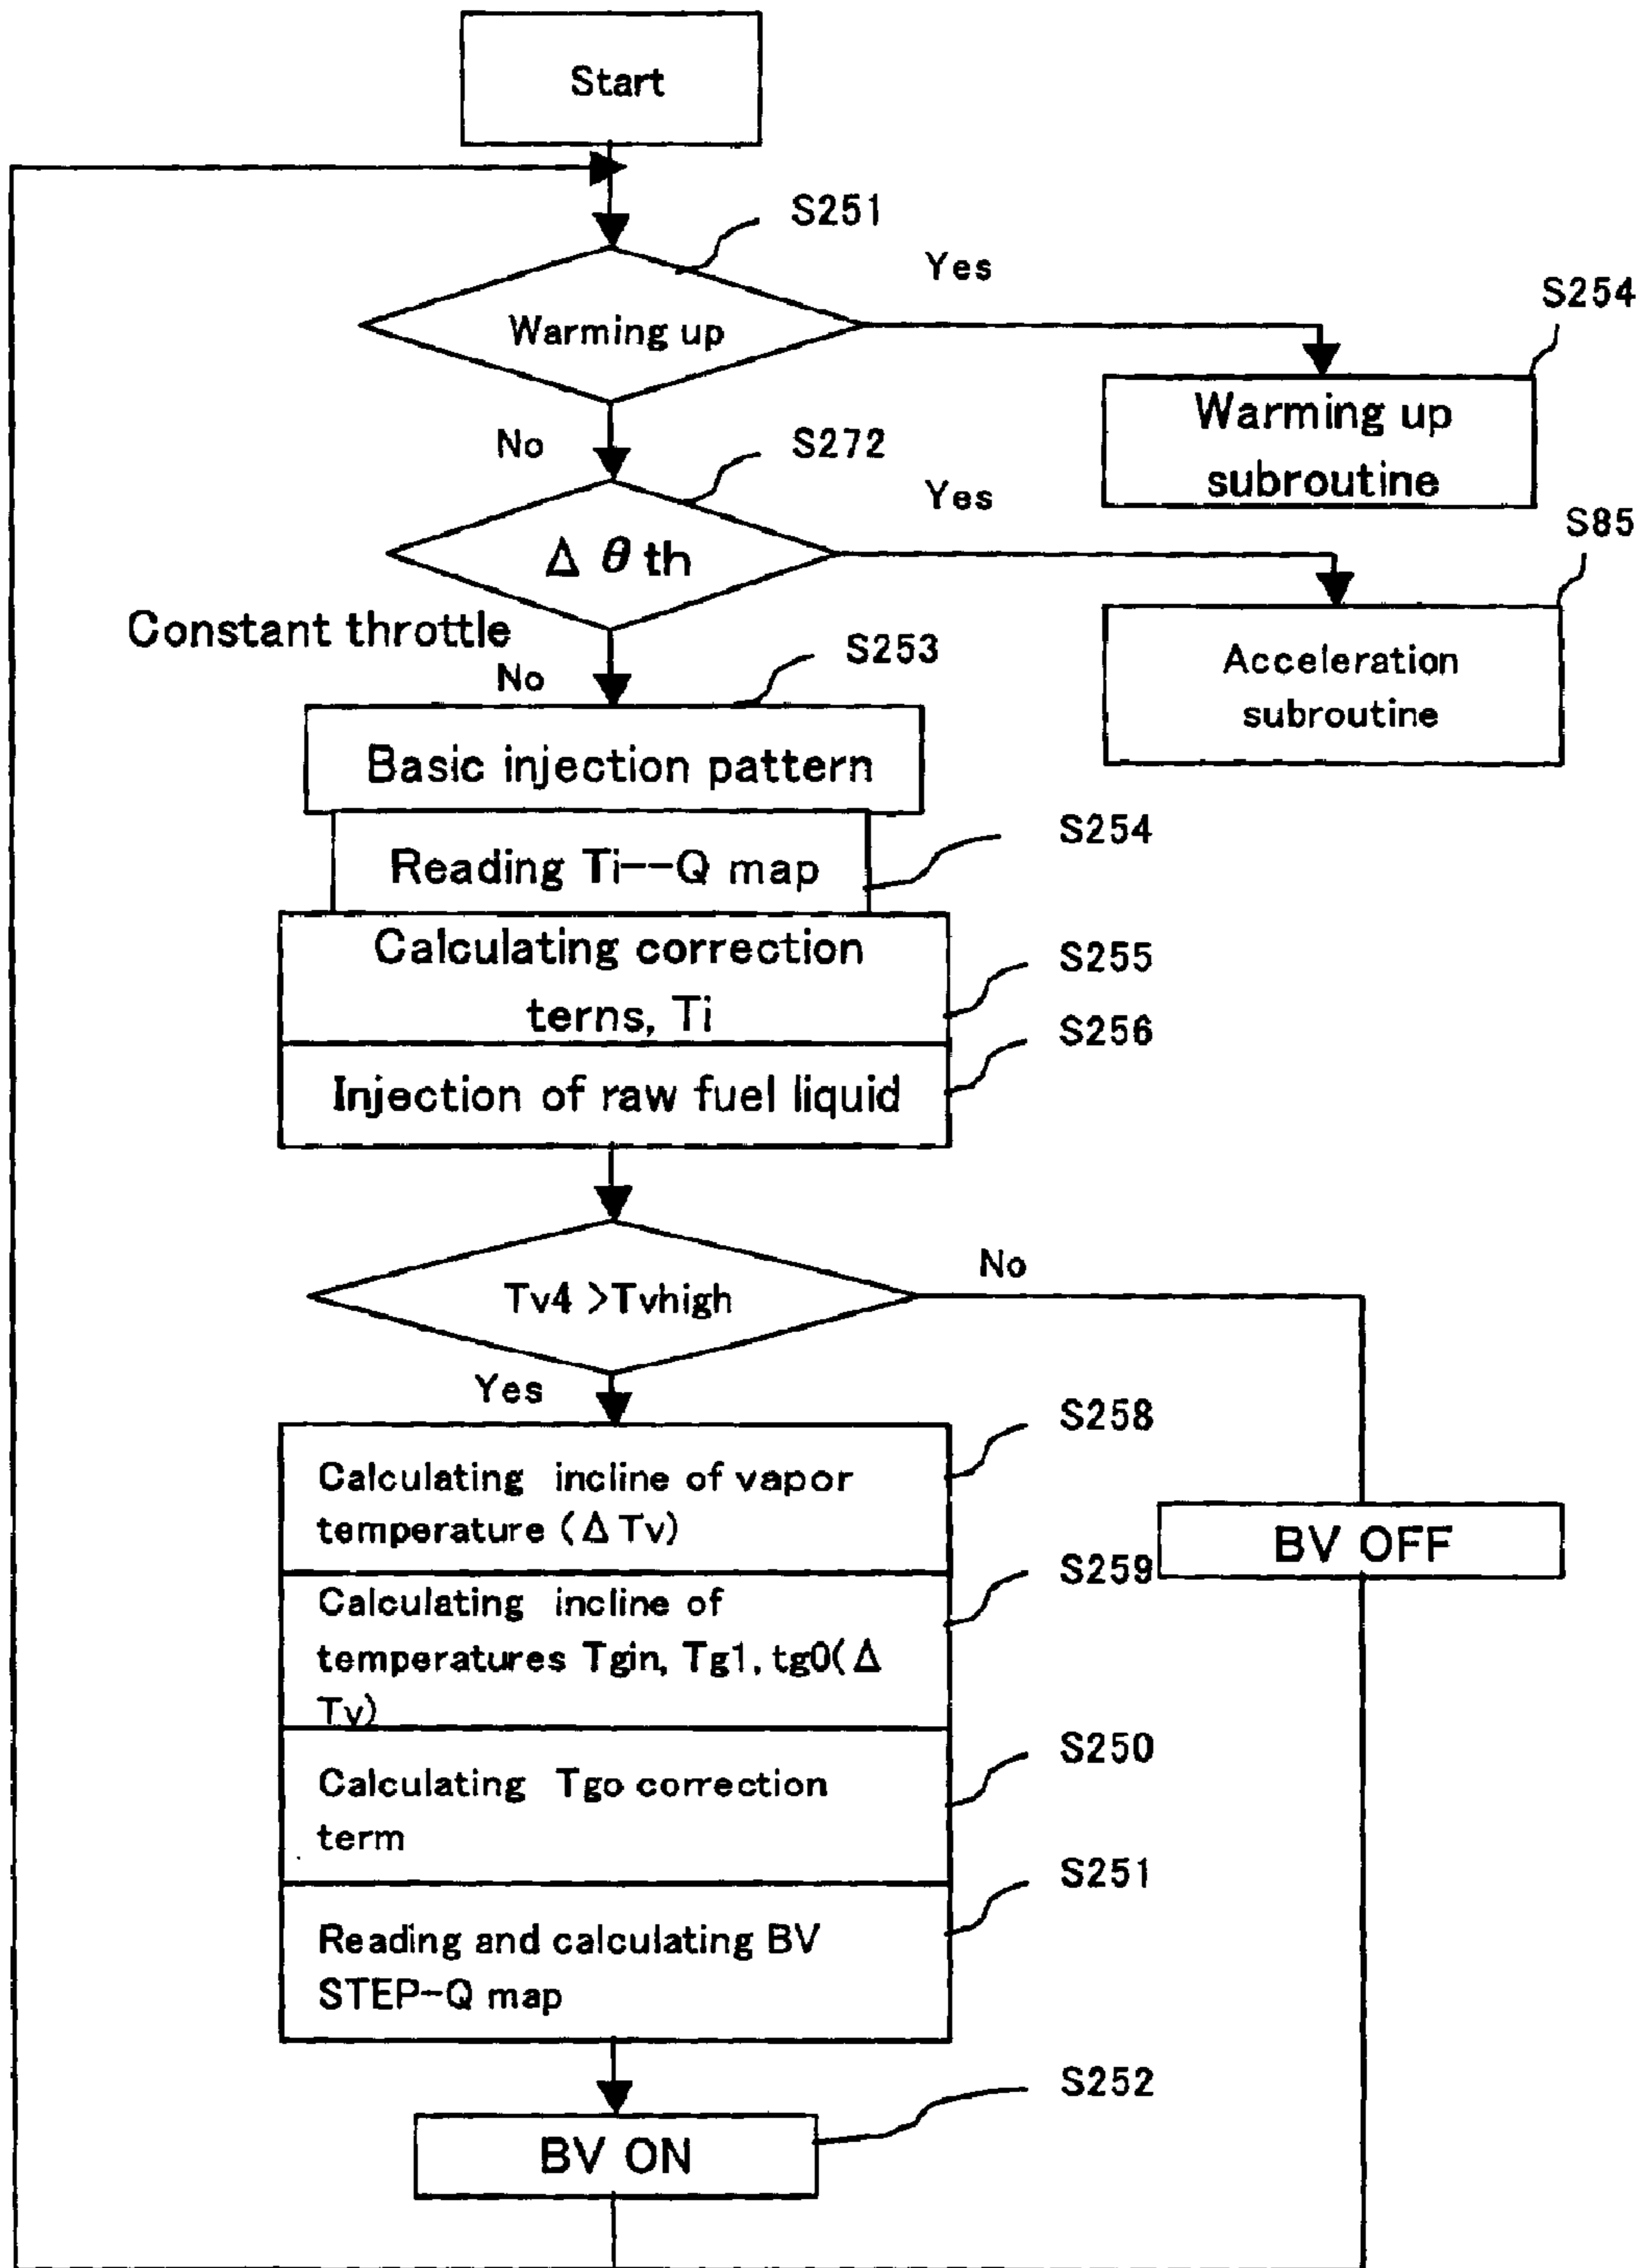 Start
S251
Yes
S254
Warming up
Warming up
subroutine
No
S272
Yes
S85
Δ θ th
Constant throttle
Acceleration
subroutine
No
S253
Basic injection pattern
S254
Reading Ti--Q map
Calculating correction
terns, Ti
S255
S256
Injection of raw fuel liquid
No
Tv4 >Tvhigh
Yes
S258
Calculating incline of vapor
temperature (Δ Tv)
BV OFF
S259
Calculating incline of
temperatures Tgin, Tg1, tg0(Δ
Tv)
S250
Calculating Tgo correction
term
S251
Reading and calculating BV
STEP-Q map
S252
BV ON